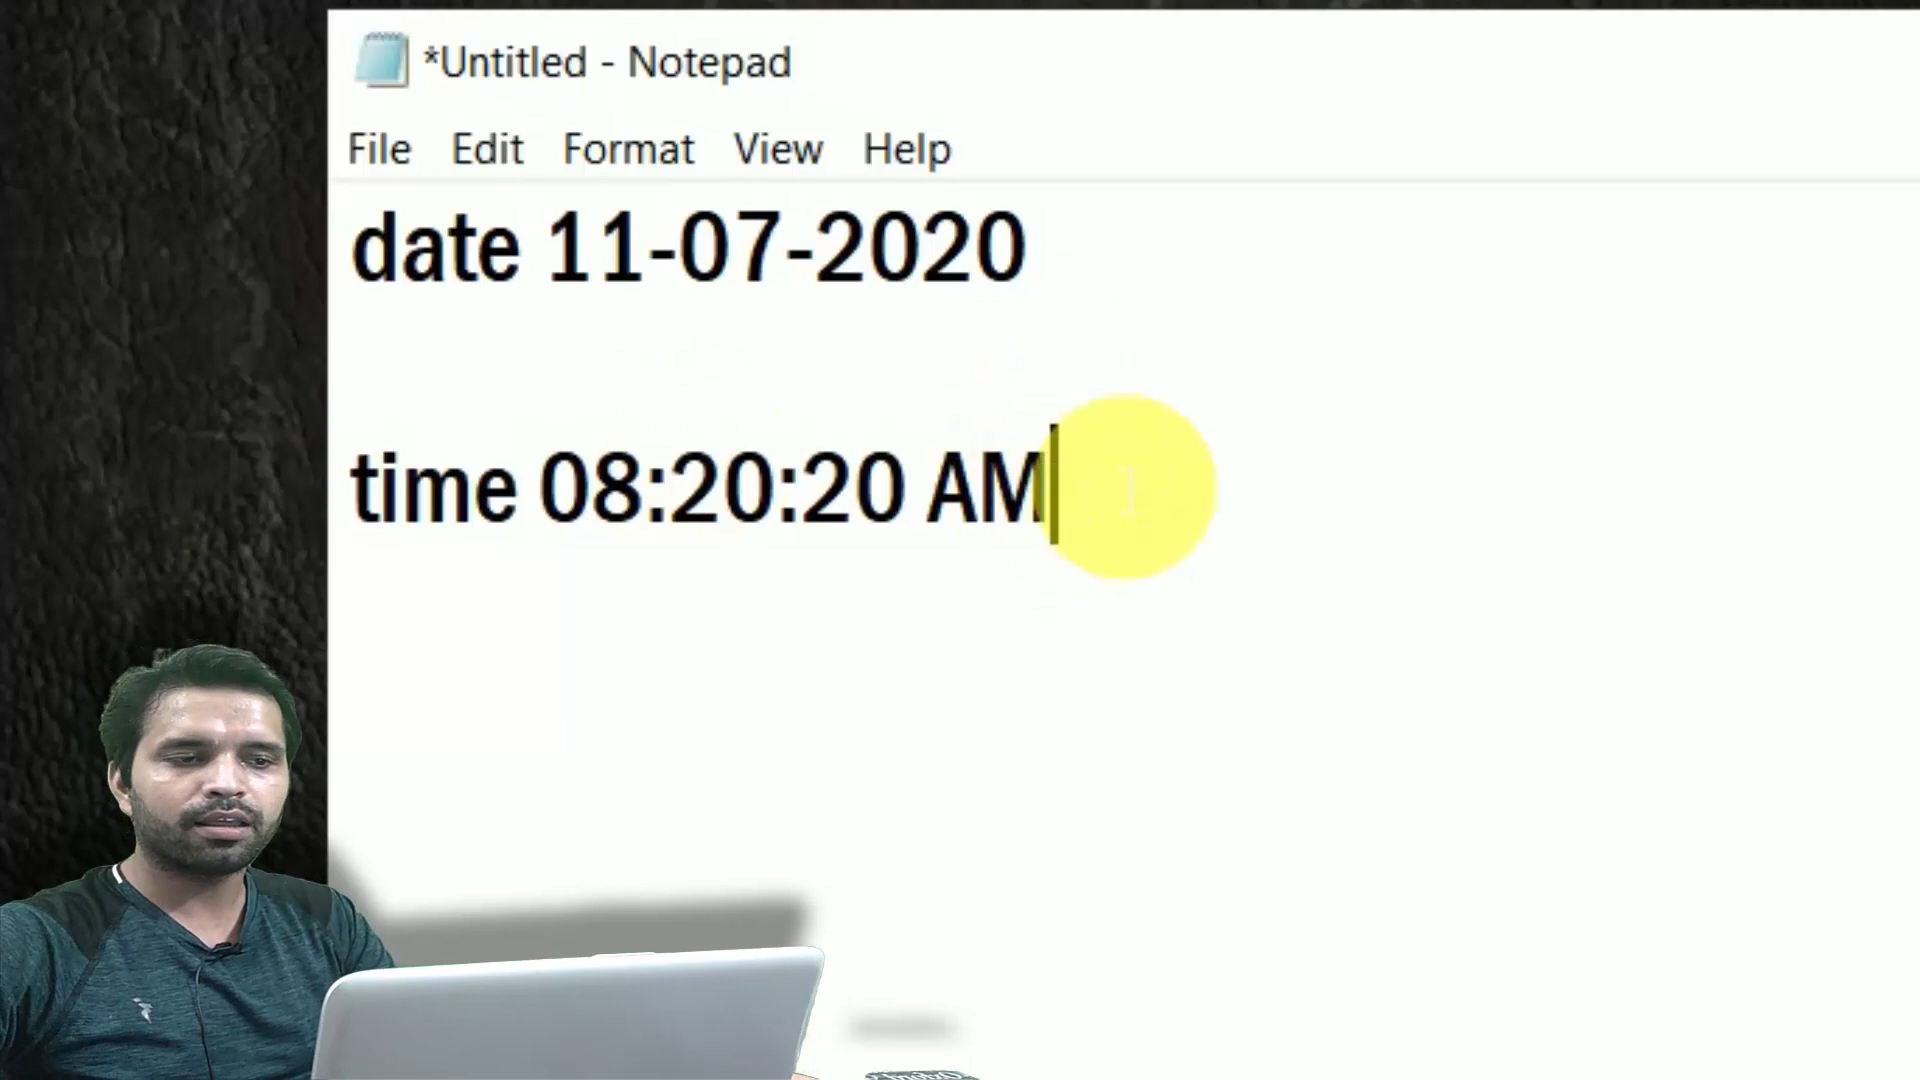 *Untitled - Notepad
File Edit Format View Help
date 11-07-2020
time 08:20:20 AM